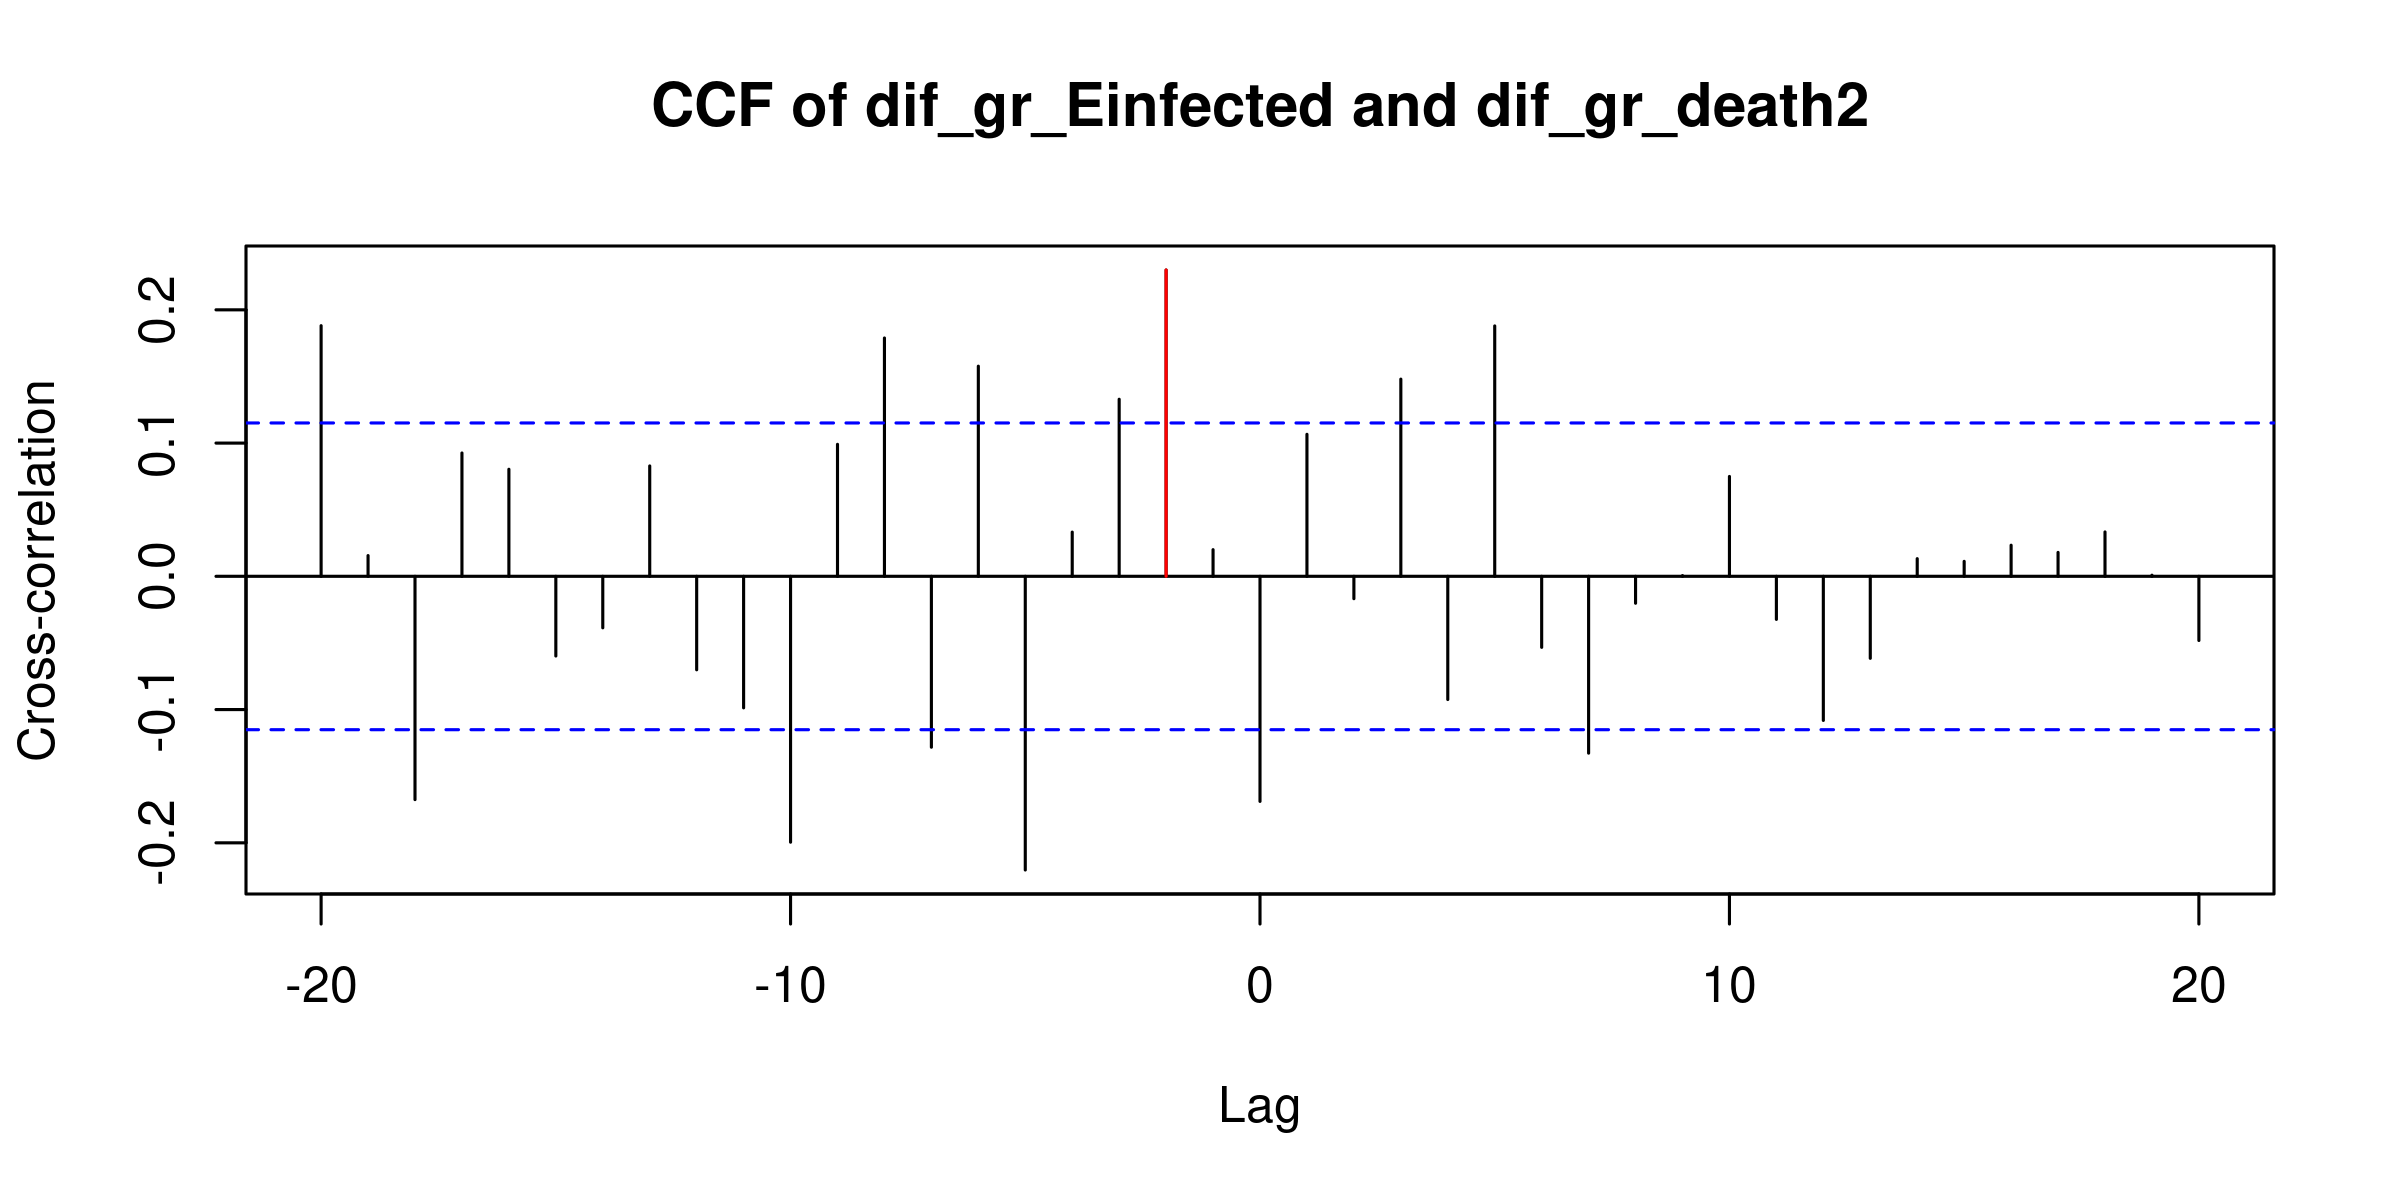 CCF of dif_gr_Einfected and dif_gr_death2
Cross-correlation
0.2
0.1
0.0
-0.1
-0.2
-20 -10 0 10 20
Lag